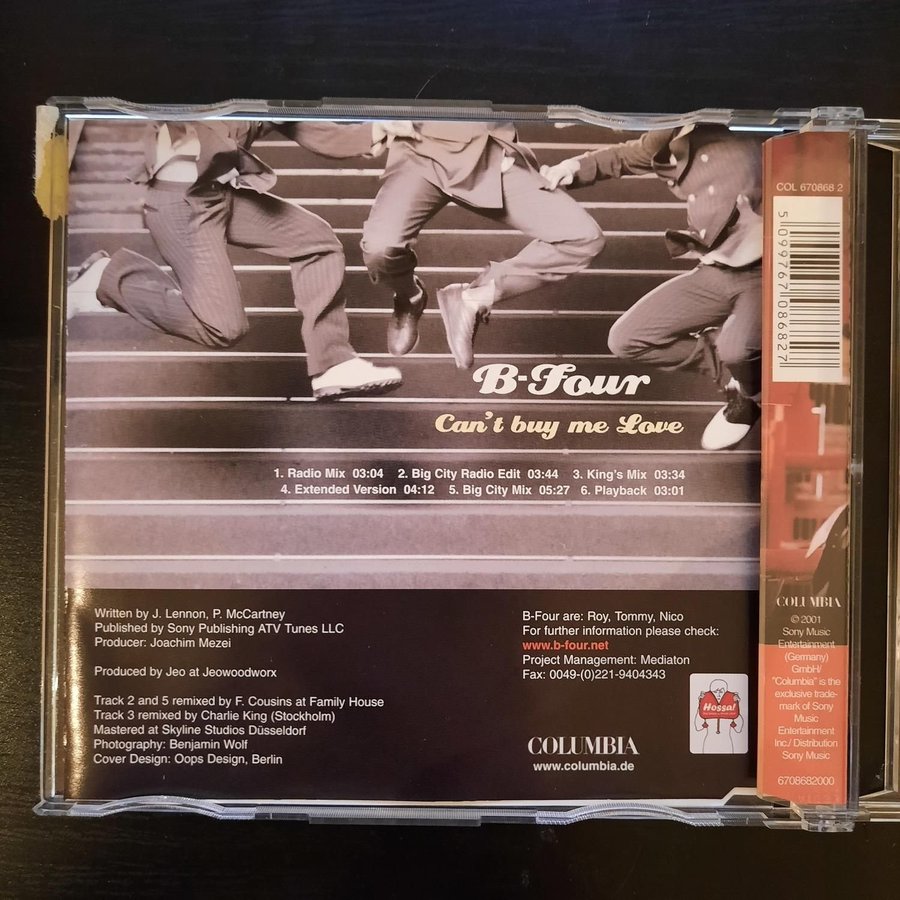 B-Four
Can't buy me Love
1. Radio Mix 03:04 2. Big City Radio Edit 03:44 3. King's Mix 03:34
4. Extended Version 04:12 5. Big City Mix 05:27 6. Playback 03:01
Written by J. Lennon, P. McCartney
Published by Sony Publishing ATV Tunes LLC
Producer: Joachim Mezei
Produced by Jeo at Jeowoodworx
Track 2 and 5 remixed by F. Cousins at Family House
Track 3 remixed by Charlie King (Stockholm)
Mastered at Skyline Studios Düsseldorf
Photography: Benjamin Wolf
Cover Design: Oops Design, Berlin
B-Four are: Roy, Tommy, Nico
For further information please check:
www.b-four.net
Project Management: Mediaton
Fax: 0049-(0)221-9404343
Hossa!
COLUMBIA
www.columbia.de
COL 670868 2
5099767086827
COLUMBIA
© 2001
Sony Music
Entertainment
(Germany)
GmbH/
"Columbia" is the
exclusive trade-
mark of Sony
Music
Entertainment
Inc./ Distribution
Sony Music
6708682000